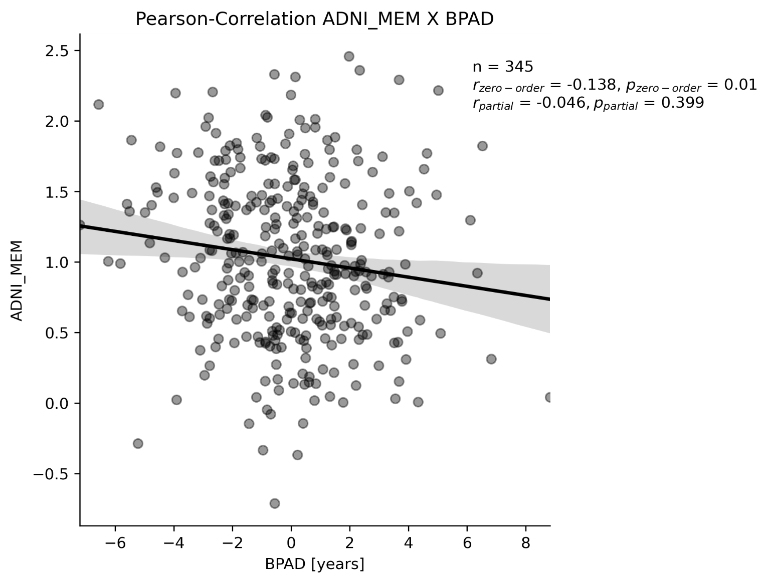 Pearson-Correlation ADNI_MEM X BPAD
n = 345
r_zero−order = -0.138, p_zero−order = 0.01
r_partial = -0.046, p_partial = 0.399
2.5
2.0
1.5
1.0
0.5
0.0
−0.5
ADNI_MEM
−6 −4 −2 0 2 4 6 8
BPAD [years]